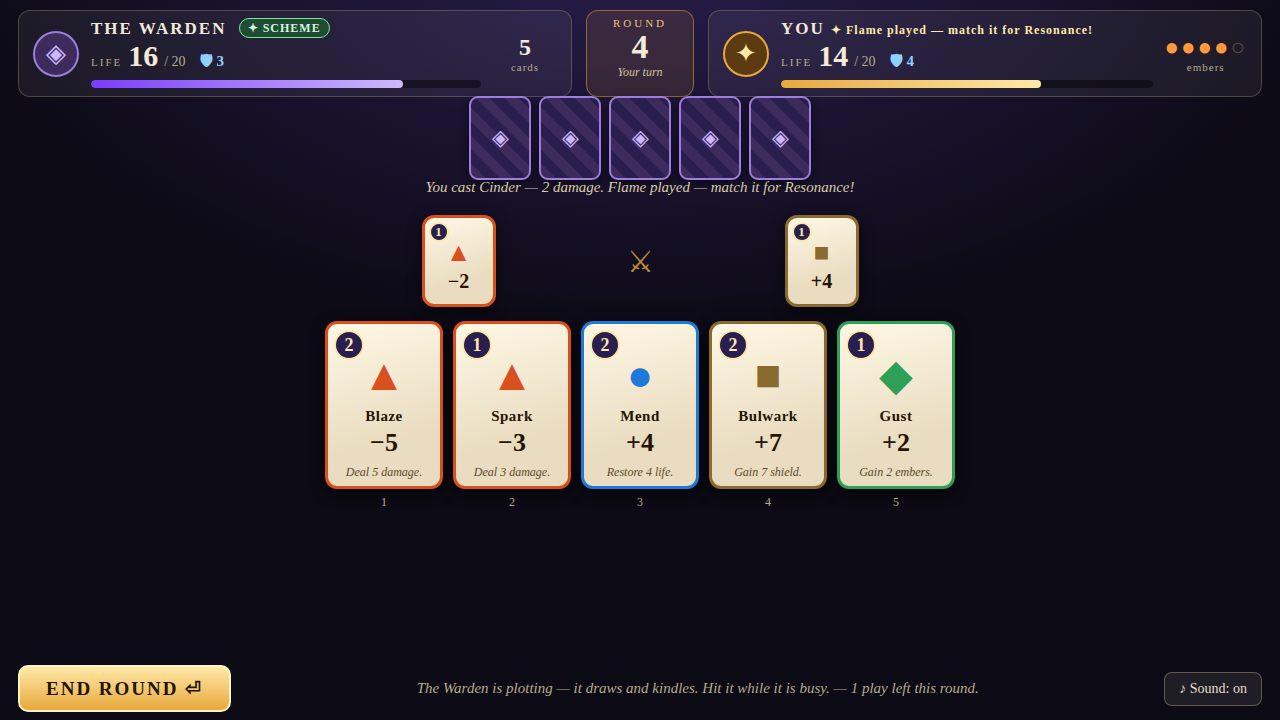 THE WARDEN ✦ SCHEME
LIFE 16 / 20 3
5
cards
ROUND
4
Your turn
YOU ✦ Flame played — match it for Resonance!
LIFE 14 / 20 4
embers
You cast Cinder — 2 damage. Flame played — match it for Resonance!
1
−2
1
+4
2
Blaze
−5
Deal 5 damage.
1
1
Spark
−3
Deal 3 damage.
2
2
Mend
+4
Restore 4 life.
3
2
Bulwark
+7
Gain 7 shield.
4
1
Gust
+2
Gain 2 embers.
5
END ROUND ⏎
The Warden is plotting — it draws and kindles. Hit it while it is busy. — 1 play left this round.
♪ Sound: on